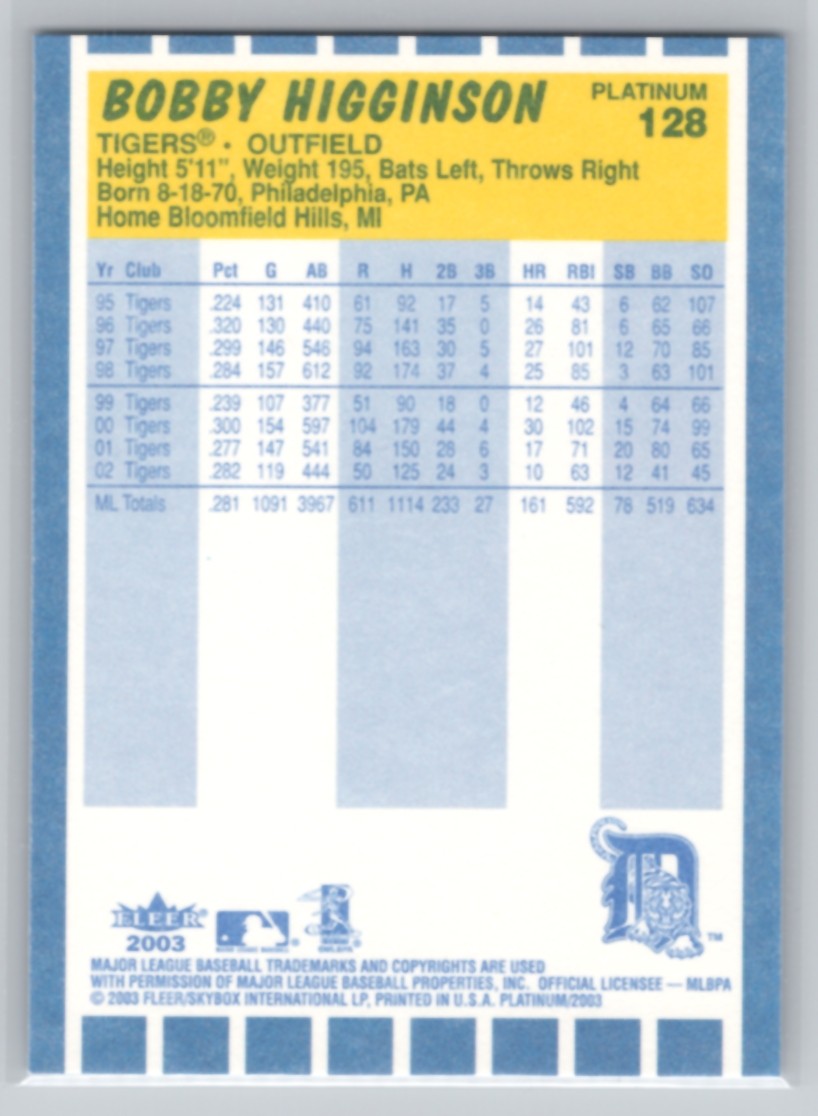 BOBBY HIGGINSON PLATINUM
128
TIGERS® · OUTFIELD
Height 5'11", Weight 195, Bats Left, Throws Right
Born 8-18-70, Philadelphia, PA
Home Bloomfield Hills, MI
Yr Club Pct G AB R H 2B 3B HR RBI SB BB SO
95 Tigers .224 131 410 61 92 17 5 14 43 6 62 107
96 Tigers .320 130 440 75 141 35 0 26 81 6 65 66
97 Tigers .299 146 546 94 163 30 5 27 101 12 70 85
98 Tigers .284 157 612 92 174 37 4 25 85 3 63 101
99 Tigers .239 107 377 51 90 18 0 12 46 4 64 66
00 Tigers .300 154 597 104 179 44 4 30 102 15 74 99
01 Tigers .277 147 541 84 150 28 6 17 71 20 80 65
02 Tigers .282 119 444 50 125 24 3 10 63 12 41 45
ML Totals .281 1091 3967 611 1114 233 27 161 592 78 519 634
FLEER®
2003
D
TM
MAJOR LEAGUE BASEBALL TRADEMARKS AND COPYRIGHTS ARE USED
WITH PERMISSION OF MAJOR LEAGUE BASEBALL PROPERTIES, INC. OFFICIAL LICENSEE — MLBPA
© 2003 FLEER/SKYBOX INTERNATIONAL LP, PRINTED IN U.S.A. PLATINUM/2003